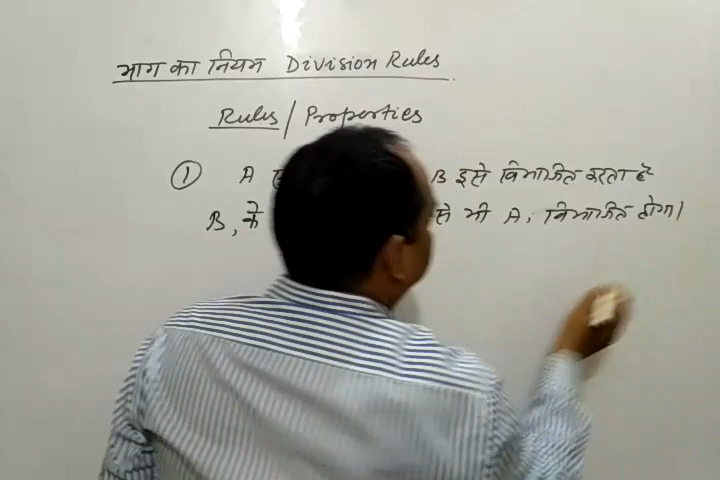 भाग का नियम Division Rules
Rules / Properties
① A B इसे विभाजित करता है
B, के से भी A, विभाजित होगा।